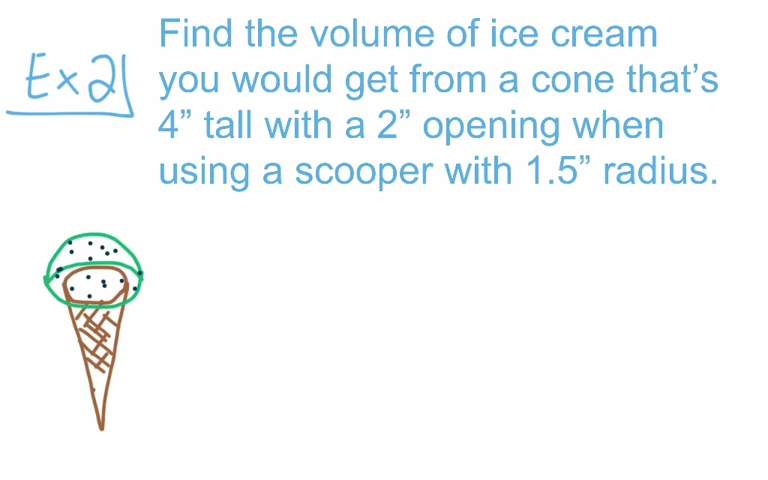 Find the volume of ice cream
Ex 2
you would get from a cone that’s
4” tall with a 2” opening when
using a scooper with 1.5” radius.